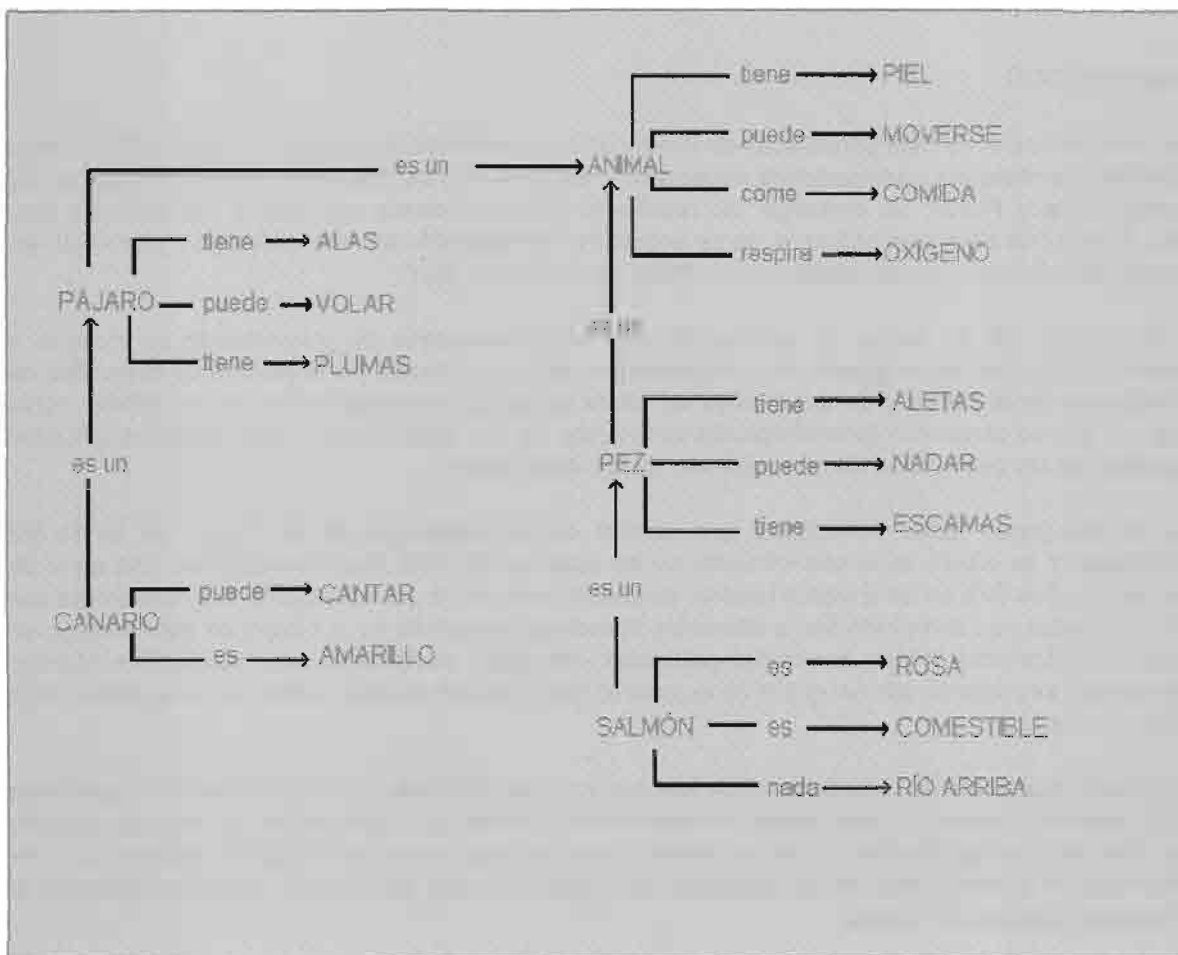 tiene PIEL
puede MOVERSE
es un ANIMAL
come COMIDA
tiene ALAS
respira OXÍGENO
PÁJARO puede VOLAR
es un
tiene PLUMAS
tiene ALETAS
es un PEZ puede NADAR
tiene ESCAMAS
puede CANTAR
es un
CANARIO
es AMARILLO
es ROSA
SALMÓN es COMESTIBLE
nada RÍO ARRIBA